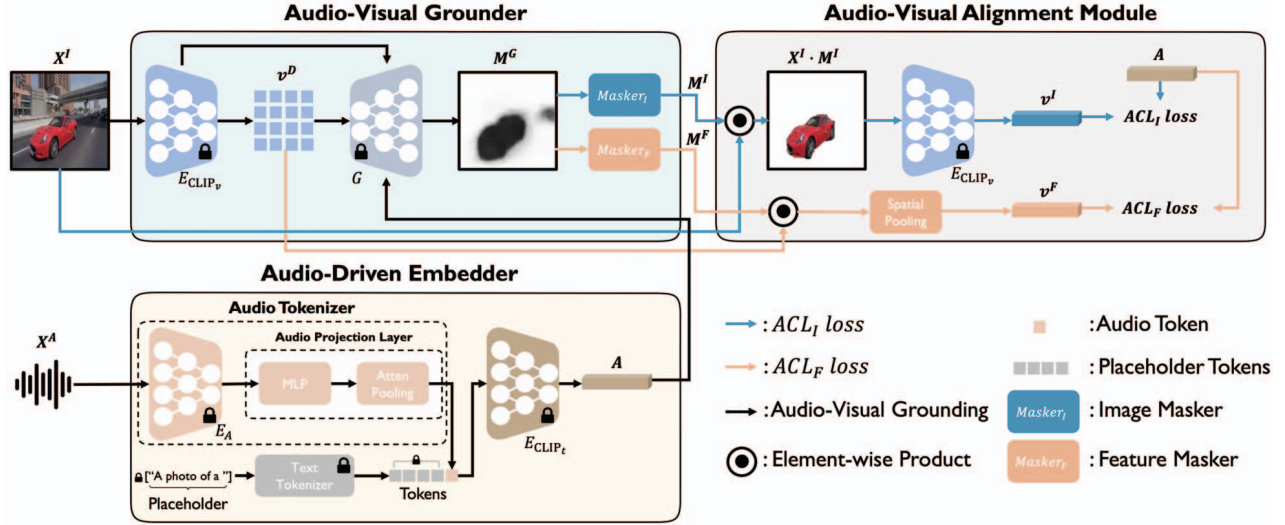 Audio-Visual Grounder
Audio-Visual Alignment Module
X^I
E_CLIP_v
v^D
G
M^G
Masker_I
Masker_F
M^I
M^F
X^I · M^I
E_CLIP_v
v^I
A
ACL_I loss
Spatial
Pooling
v^F
ACL_F loss
Audio-Driven Embedder
Audio Tokenizer
Audio Projection Layer
X^A
E_A
MLP
Atten
Pooling
E_CLIP_t
A
["A photo of a "]
Placeholder
Text
Tokenizer
Tokens
: ACL_I loss
: Audio Token
: ACL_F loss
: Placeholder Tokens
: Audio-Visual Grounding
Masker_I
: Image Masker
: Element-wise Product
Masker_F
: Feature Masker